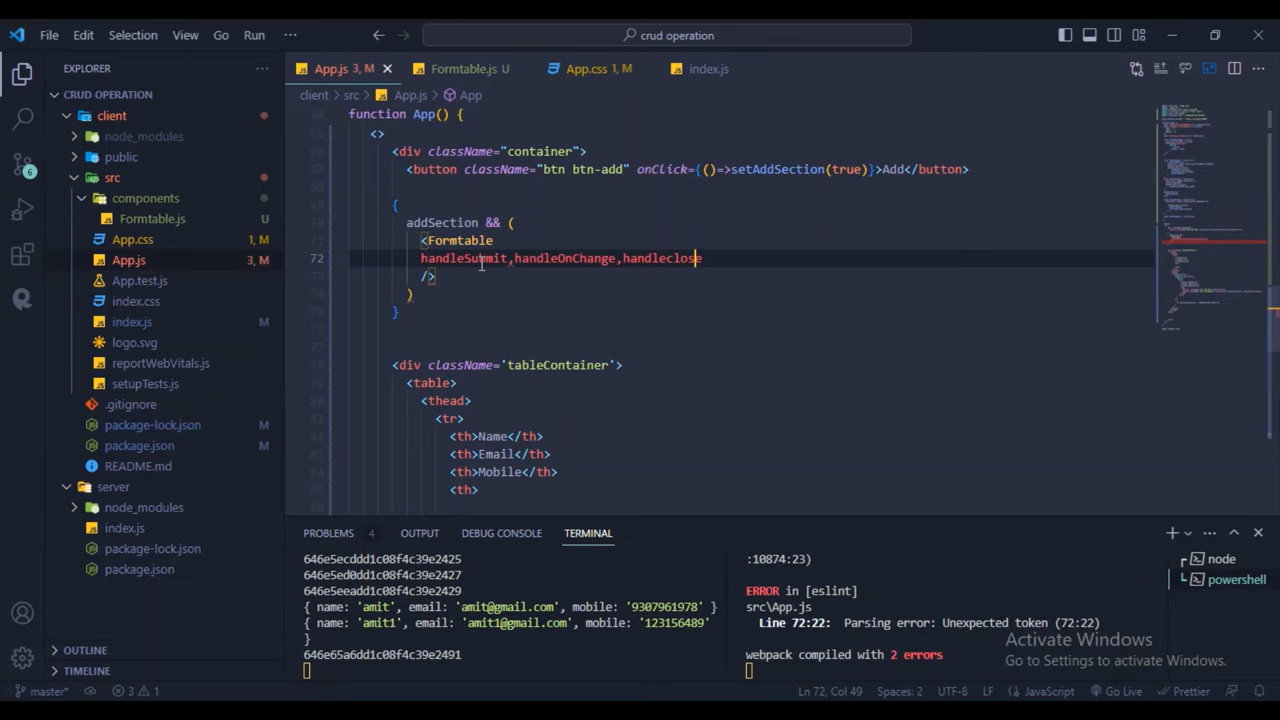 File Edit Selection View Go Run ··· crud operation
EXPLORER ···
CRUD OPERATION
client
node_modules
public
src
components
Formtable.js U
App.css 1, M
App.js 3, M
App.test.js
index.css
index.js M
logo.svg
reportWebVitals.js
setupTests.js
.gitignore
package-lock.json M
package.json M
README.md
server
node_modules
index.js
package-lock.json
package.json
OUTLINE
TIMELINE
6
App.js 3, M Formtable.js U App.css 1, M index.js
client > src > App.js > App
function App() {
<>
<div className="container">
<button className="btn btn-add" onClick={()=>setAddSection(true)}>Add</button>
{
addSection && (
<Formtable
72 handleSummit,handleOnChange,handleclose
/>
)
}
<div className='tableContainer'>
<table>
<thead>
<tr>
<th>Name</th>
<th>Email</th>
<th>Mobile</th>
<th>
PROBLEMS 4 OUTPUT DEBUG CONSOLE TERMINAL
646e5ecddd1c08f4c39e2425
646e5ed0dd1c08f4c39e2427
646e5eeadd1c08f4c39e2429
{ name: 'amit', email: 'amit@gmail.com', mobile: '9307961978' }
{ name: 'amit1', email: 'amit1@gmail.com', mobile: '123156489'
}
646e65a6dd1c08f4c39e2491
:10874:23)
ERROR in [eslint]
src\App.js
Line 72:22: Parsing error: Unexpected token (72:22)
webpack compiled with 2 errors
node
powershell
Activate Windows
Go to Settings to activate Windows.
master* 3 1 Ln 72, Col 49 Spaces: 2 UTF-8 LF JavaScript Go Live Prettier